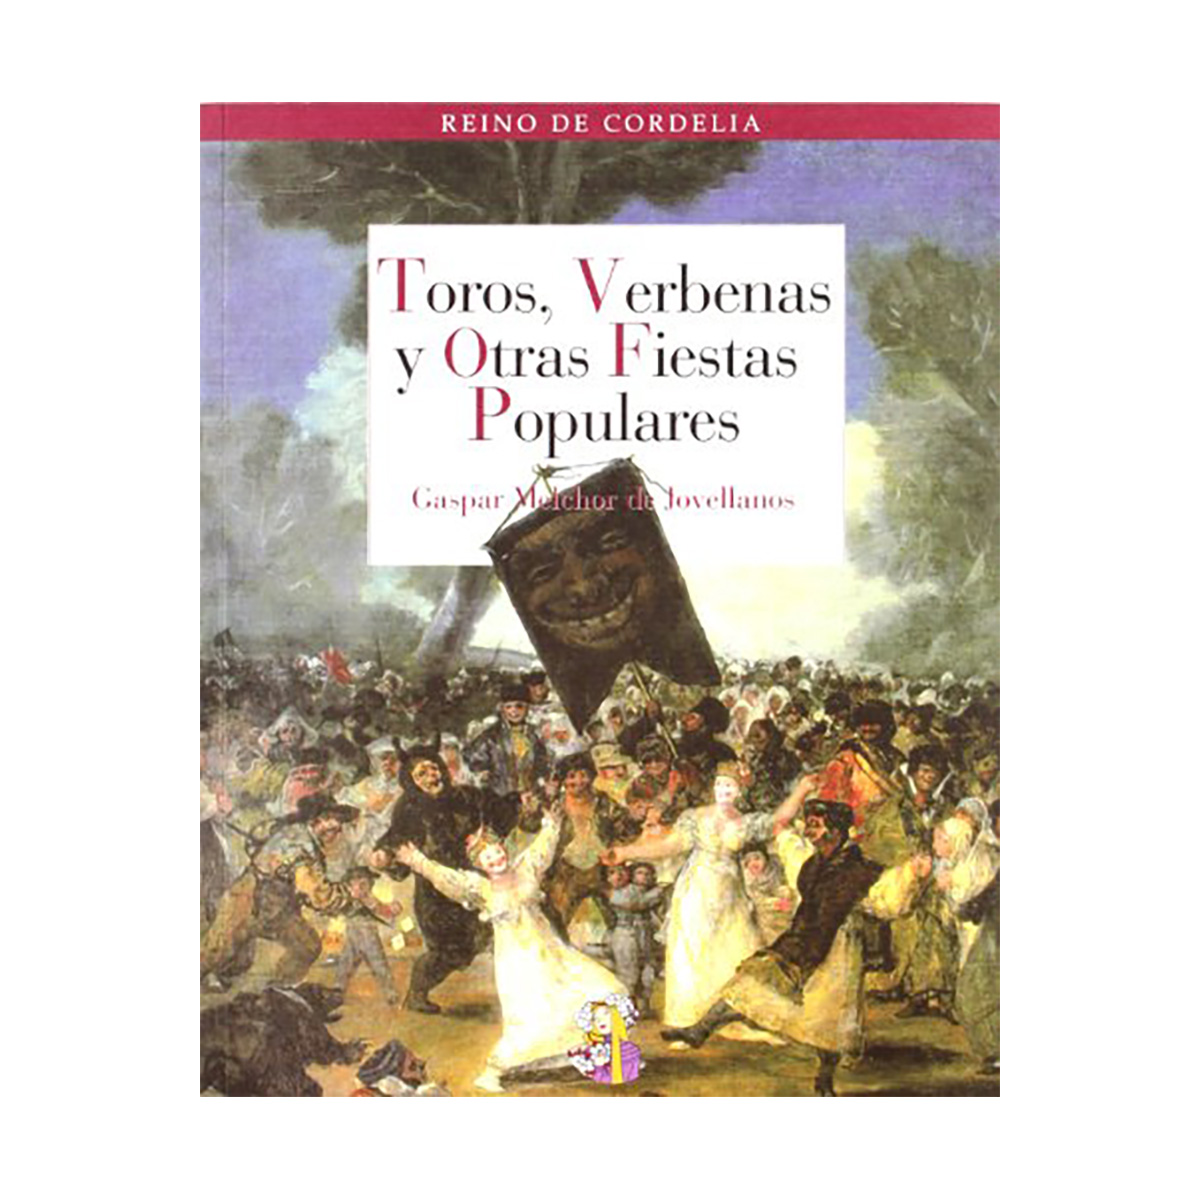 REINO DE CORDELIA
Toros, Verbenas
y Otras Fiestas
Populares
Gaspar Melchor de Jovellanos